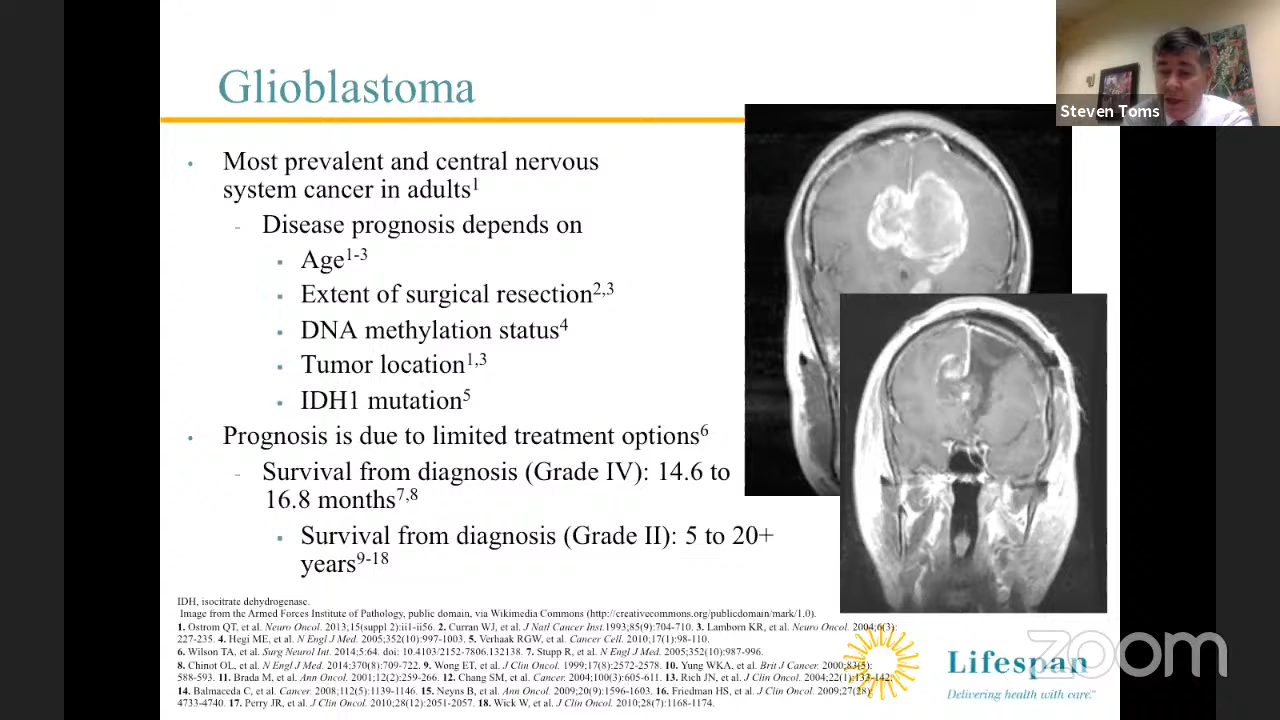 Glioblastoma
Steven Toms
• Most prevalent and central nervous
system cancer in adults1
- Disease prognosis depends on
▪ Age1-3
▪ Extent of surgical resection2,3
▪ DNA methylation status4
▪ Tumor location1,3
▪ IDH1 mutation5
• Prognosis is due to limited treatment options6
- Survival from diagnosis (Grade IV): 14.6 to
16.8 months7,8
▪ Survival from diagnosis (Grade II): 5 to 20+
years9-18
IDH, isocitrate dehydrogenase.
Image from the Armed Forces Institute of Pathology, public domain, via Wikimedia Commons (http://creativecommons.org/publicdomain/mark/1.0).
1. Ostrom QT, et al. Neuro Oncol. 2013;15(suppl 2):ii1-ii56. 2. Curran WJ, et al. J Natl Cancer Inst.1993;85(9):704-710. 3. Lamborn KR, et al. Neuro Oncol. 2004;6(3):
227-235. 4. Hegi ME, et al. N Engl J Med. 2005;352(10):997-1003. 5. Verhaak RGW, et al. Cancer Cell. 2010;17(1):98-110.
6. Wilson TA, et al. Surg Neurol Int. 2014;5:64. doi: 10.4103/2152-7806.132138. 7. Stupp R, et al. N Engl J Med. 2005;352(10):987-996.
8. Chinot OL, et al. N Engl J Med. 2014;370(8):709-722. 9. Wong ET, et al. J Clin Oncol. 1999;17(8):2572-2578. 10. Yung WKA, et al. Brit J Cancer. 2000;83(5):
588-593. 11. Brada M, et al. Ann Oncol. 2001;12(2):259-266. 12. Chang SM, et al. Cancer. 2004;100(3):605-611. 13. Rich JN, et al. J Clin Oncol. 2004;22(1):133-142.
14. Balmaceda C, et al. Cancer. 2008;112(5):1139-1146. 15. Neyns B, et al. Ann Oncol. 2009;20(9):1596-1603. 16. Friedman HS, et al. J Clin Oncol. 2009;27(28):
4733-4740. 17. Perry JR, et al. J Clin Oncol. 2010;28(12):2051-2057. 18. Wick W, et al. J Clin Oncol. 2010;28(7):1168-1174.
Lifespan
Delivering health with care.™
zoom